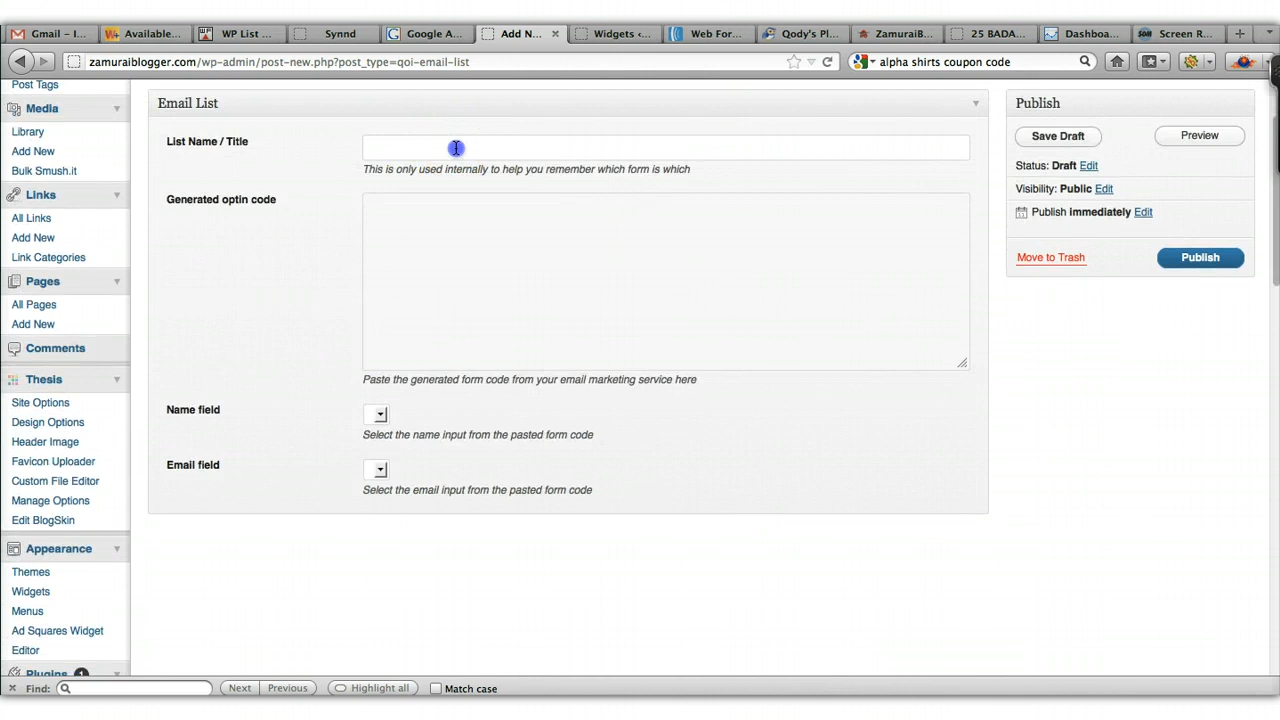 Gmail – I...
Available...
WP List ...
Synnd
Google A...
Add N...
Widgets ‹...
Web For...
Qody's Pl...
ZamuraiB...
25 BADA...
Dashboa...
Screen R...
zamuraiblogger.com/wp-admin/post-new.php?post_type=qoi-email-list
alpha shirts coupon code
Post Tags
Media
Library
Add New
Bulk Smush.it
Links
All Links
Add New
Link Categories
Pages
All Pages
Add New
Comments
Thesis
Site Options
Design Options
Header Image
Favicon Uploader
Custom File Editor
Manage Options
Edit BlogSkin
Appearance
Themes
Widgets
Menus
Ad Squares Widget
Editor
Plugins 1
Email List
List Name / Title
This is only used internally to help you remember which form is which
Generated optin code
Paste the generated form code from your email marketing service here
Name field
Select the name input from the pasted form code
Email field
Select the email input from the pasted form code
Publish
Save Draft
Preview
Status: Draft Edit
Visibility: Public Edit
Publish immediately Edit
Move to Trash
Publish
Find:
Next
Previous
Highlight all
Match case